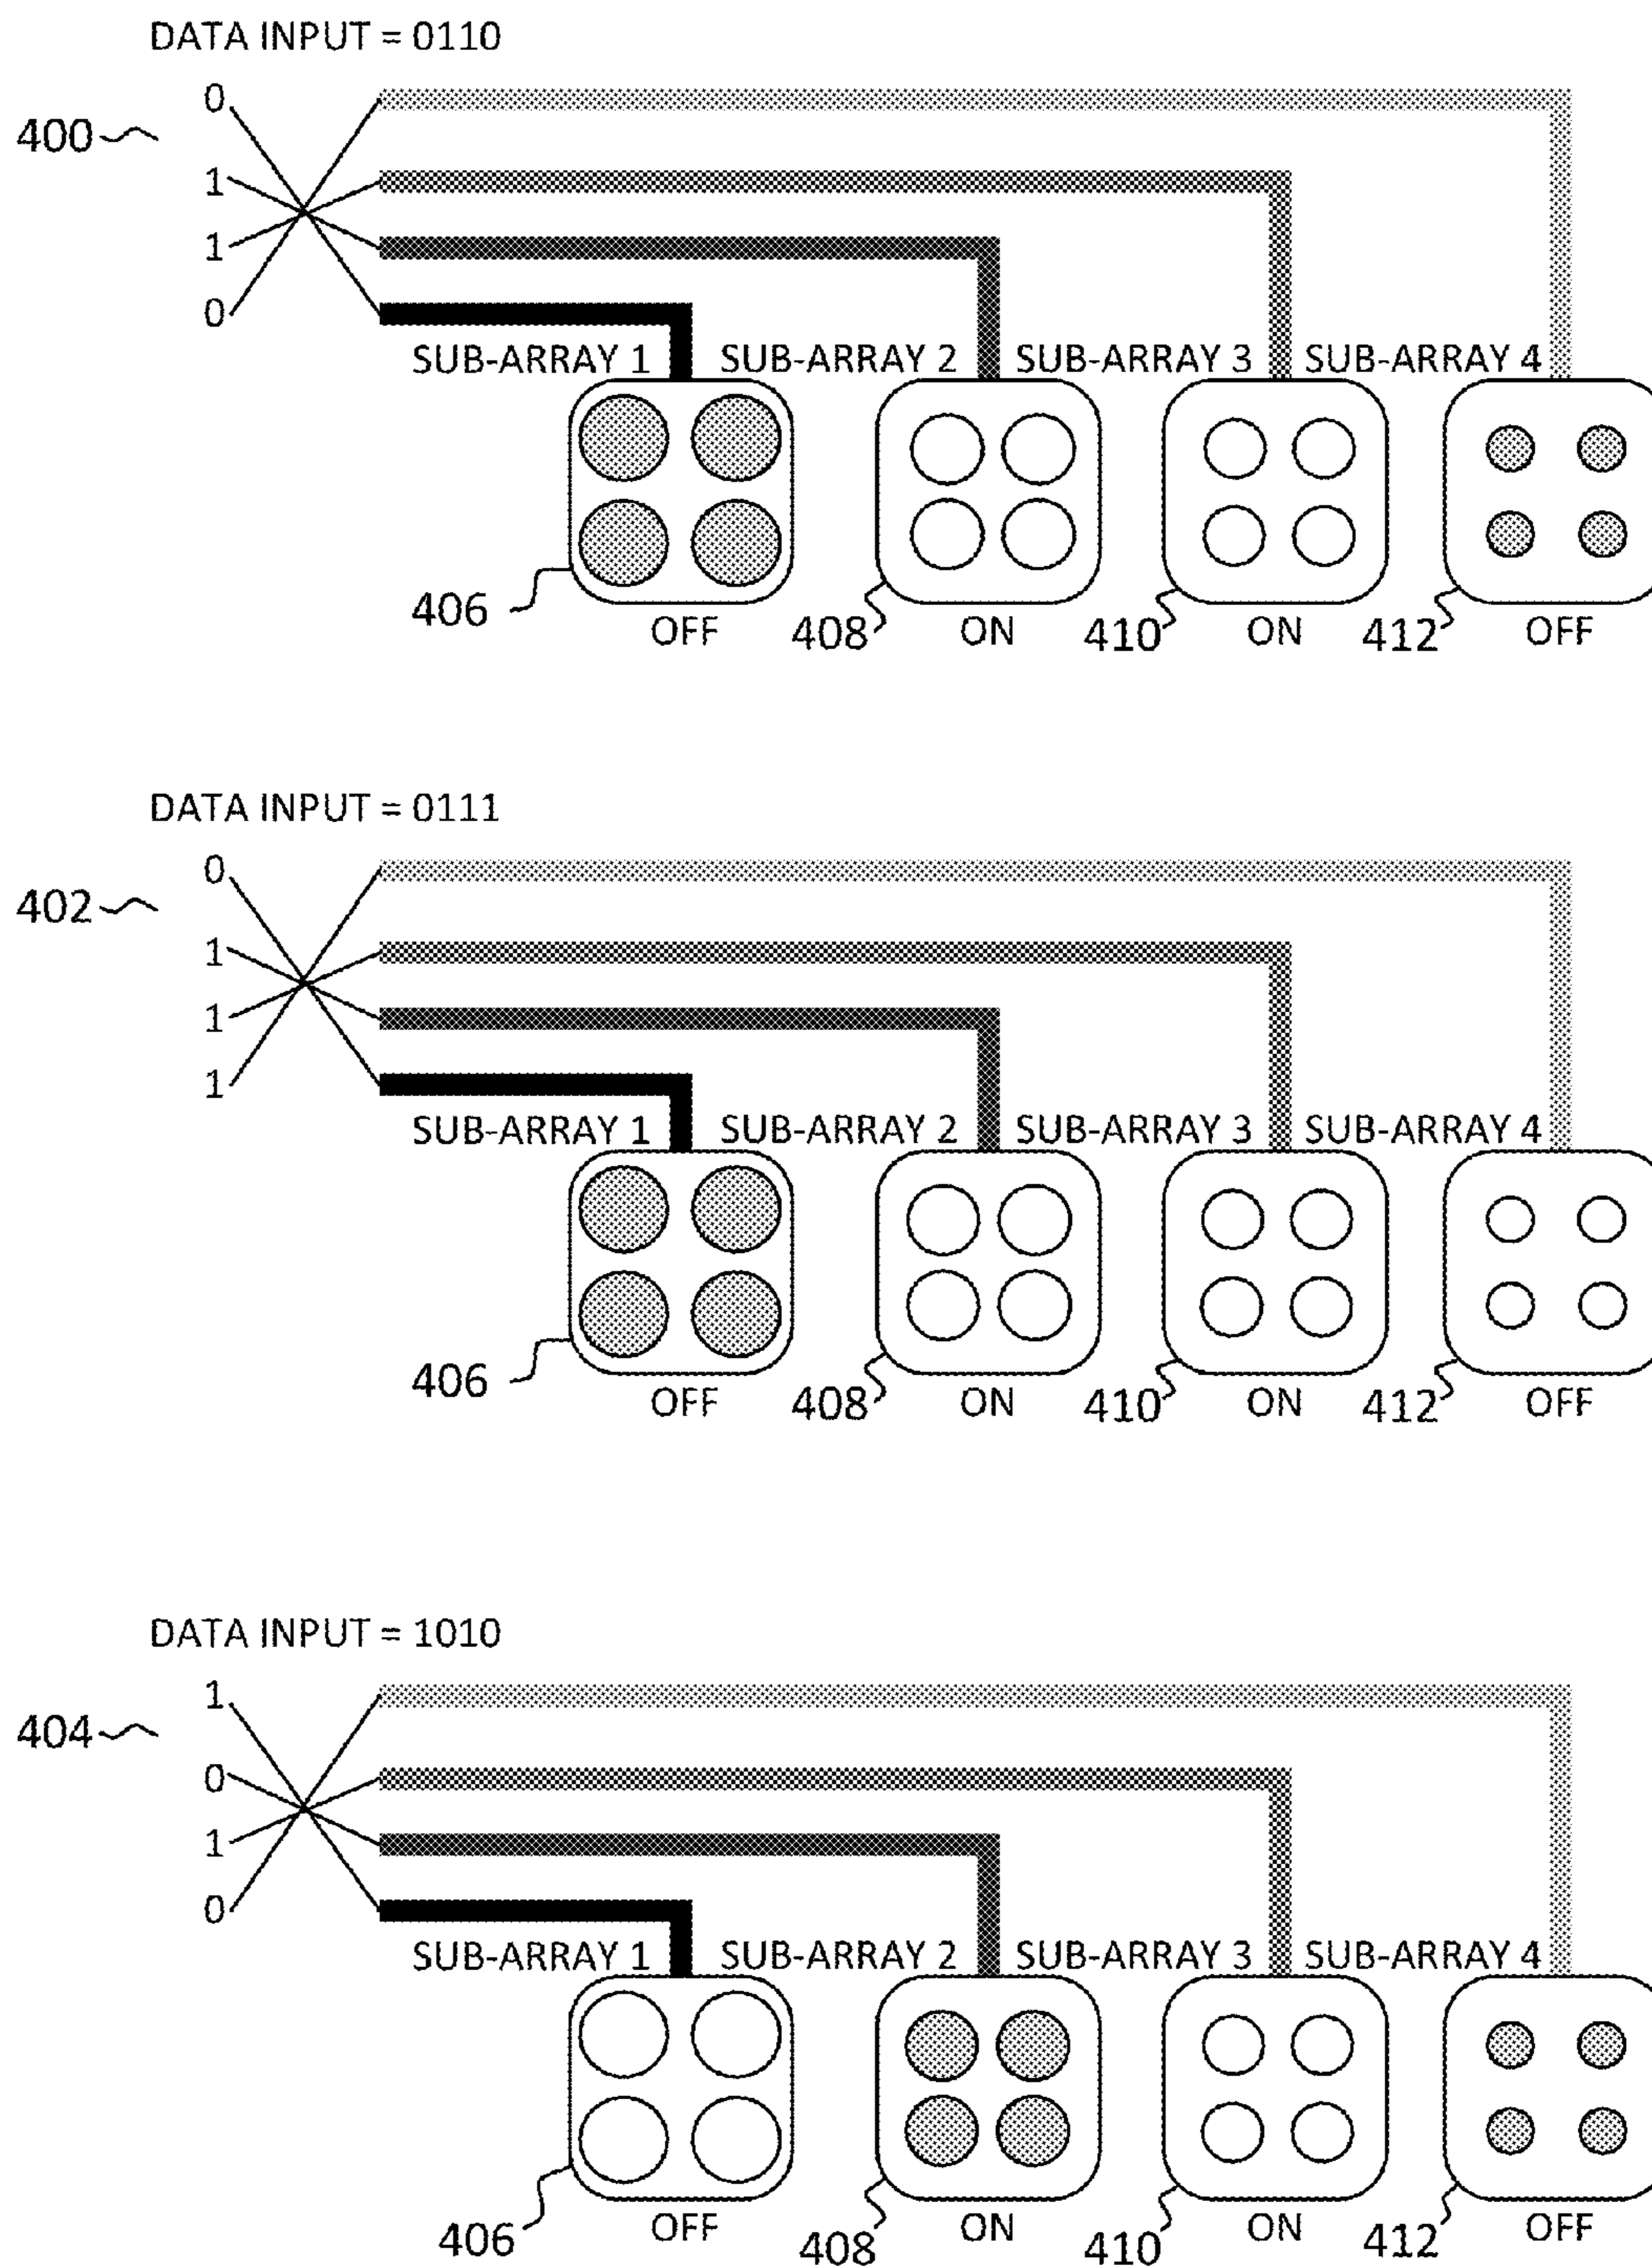 DATA INPUT = 0110
0
400
1
1
0
SUB-ARRAY 1 SUB-ARRAY 2 SUB-ARRAY 3 SUB-ARRAY 4
406 408 410 412
OFF ON ON OFF
DATA INPUT = 0111
0
402
1
1
1
SUB-ARRAY 1 SUB-ARRAY 2 SUB-ARRAY 3 SUB-ARRAY 4
406 408 410 412
OFF ON ON OFF
DATA INPUT = 1010
1
404
0
1
0
SUB-ARRAY 1 SUB-ARRAY 2 SUB-ARRAY 3 SUB-ARRAY 4
406 408 410 412
OFF ON ON OFF